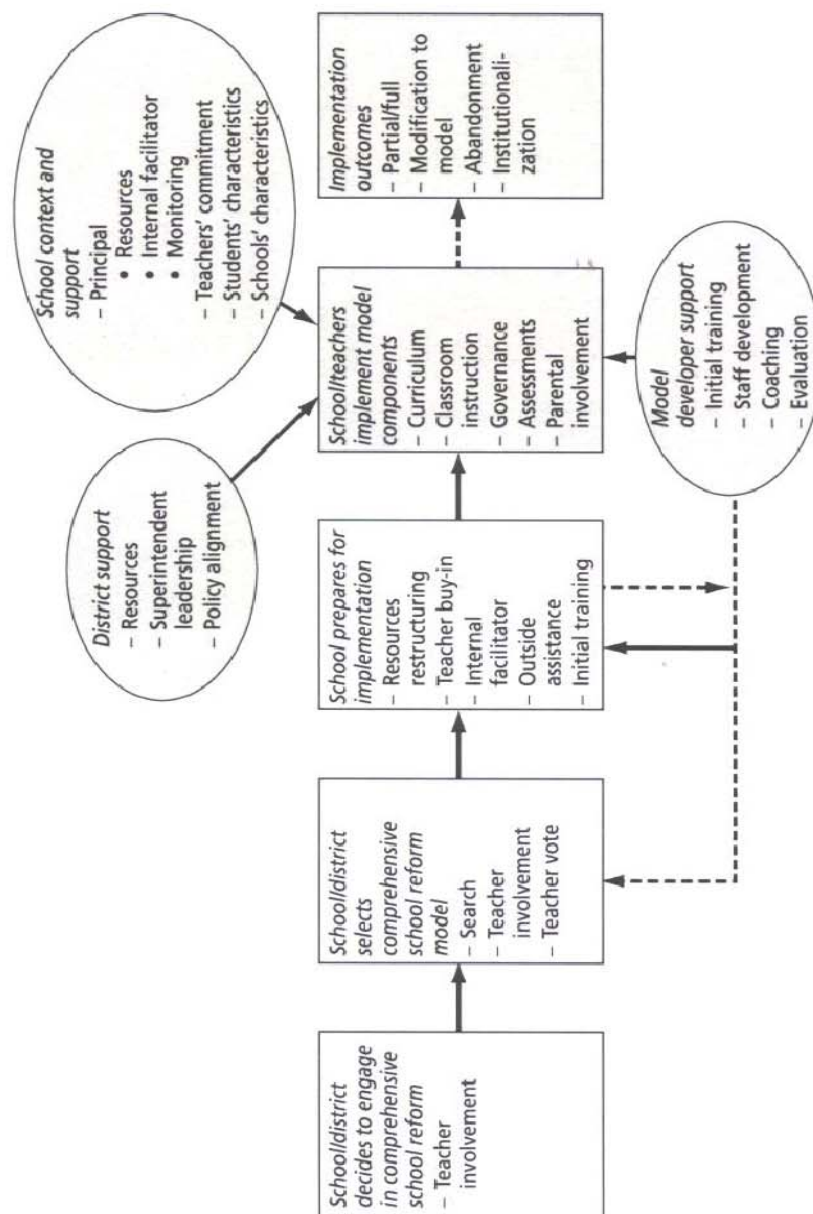 School/district
decides to engage
in comprehensive
school reform
– Teacher
involvement
School/district
selects
comprehensive
school reform
model
– Search
– Teacher
involvement
– Teacher vote
School prepares for
implementation
– Resources
restructuring
– Teacher buy-in
– Internal
facilitator
– Outside
assistance
– Initial training
District support
– Resources
– Superintendent
leadership
– Policy alignment
School context and
support
– Principal
• Resources
• Internal facilitator
• Monitoring
– Teachers' commitment
– Students' characteristics
– Schools' characteristics
School/teachers
implement model
components
– Curriculum
– Classroom
instruction
– Governance
– Assessments
– Parental
involvement
Model
developer support
– Initial training
– Staff development
– Coaching
– Evaluation
Implementation
outcomes
– Partial/full
– Modification to
model
– Abandonment
– Institutionali-
zation